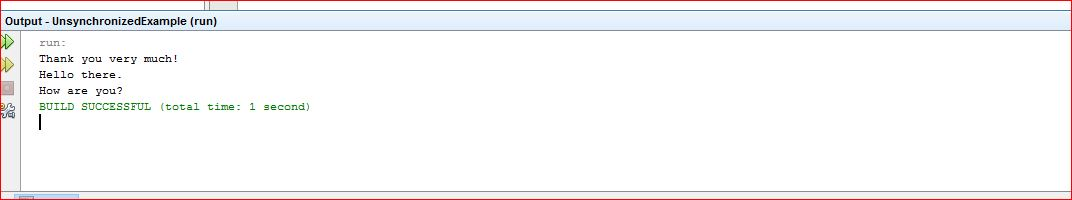 Output - UnsynchronizedExample (run)
run:
Thank you very much!
Hello there.
How are you?
BUILD SUCCESSFUL (total time: 1 second)